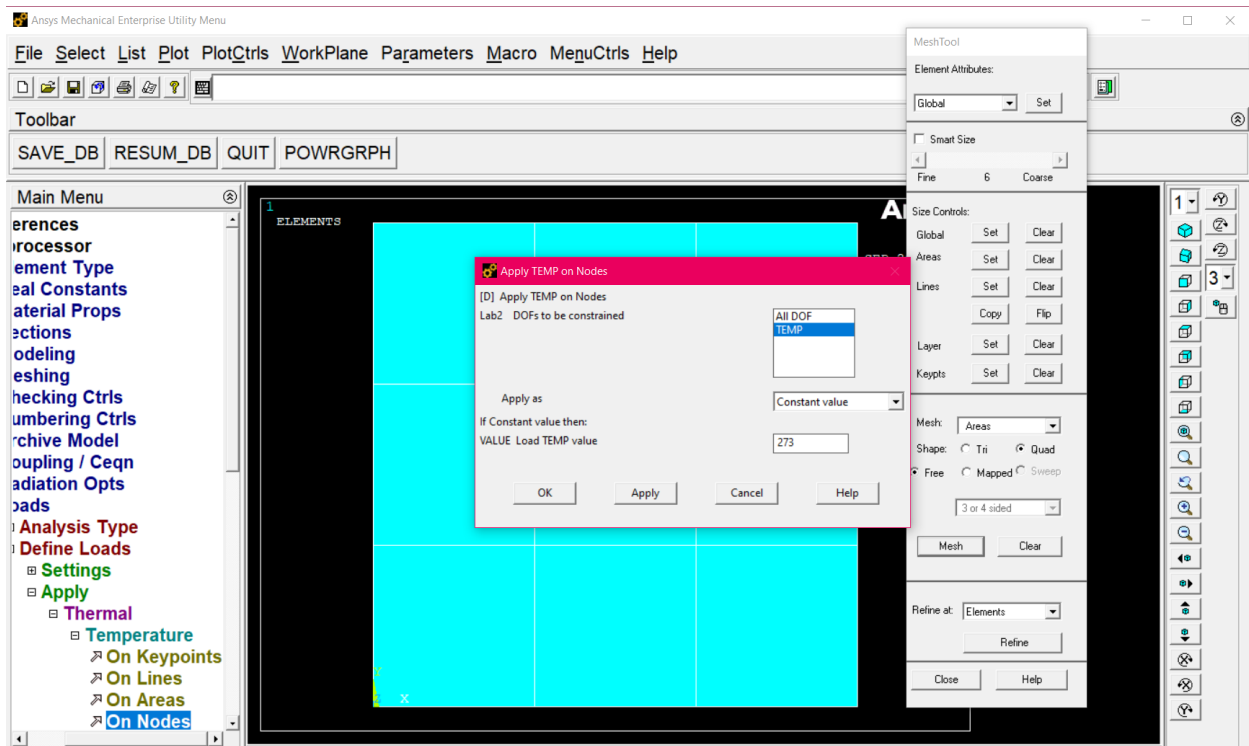 Ansys Mechanical Enterprise Utility Menu
File Select List Plot PlotCtrls WorkPlane Parameters Macro MenuCtrls Help
Toolbar
SAVE_DB RESUM_DB QUIT POWRGRPH
Main Menu
erences
rocessor
ement Type
eal Constants
aterial Props
ections
odeling
eshing
hecking Ctrls
umbering Ctrls
rchive Model
oupling / Ceqn
adiation Opts
oads
Analysis Type
Define Loads
Settings
Apply
Thermal
Temperature
On Keypoints
On Lines
On Areas
On Nodes
1
ELEMENTS
Y
Z X
Apply TEMP on Nodes
[D] Apply TEMP on Nodes
Lab2 DOFs to be constrained
All DOF
TEMP
Apply as
Constant value
If Constant value then:
VALUE Load TEMP value
273
OK Apply Cancel Help
MeshTool
Element Attributes:
Global Set
Smart Size
Fine 6 Coarse
Size Controls:
Global Set Clear
Areas Set Clear
Lines Set Clear
Copy Flip
Layer Set Clear
Keypts Set Clear
Mesh: Areas
Shape: Tri Quad
Free Mapped Sweep
3 or 4 sided
Mesh Clear
Refine at: Elements
Refine
Close Help
1
3